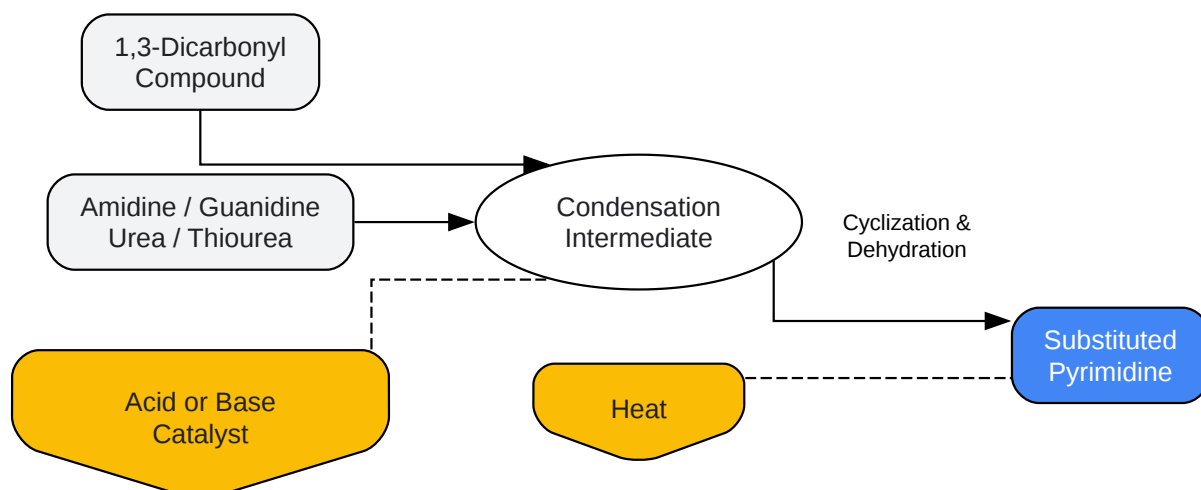 1,3-Dicarbonyl
Compound
Amidine / Guanidine
Urea / Thiourea
Condensation
Intermediate
Cyclization &
Dehydration
Substituted
Pyrimidine
Acid or Base
Catalyst
Heat